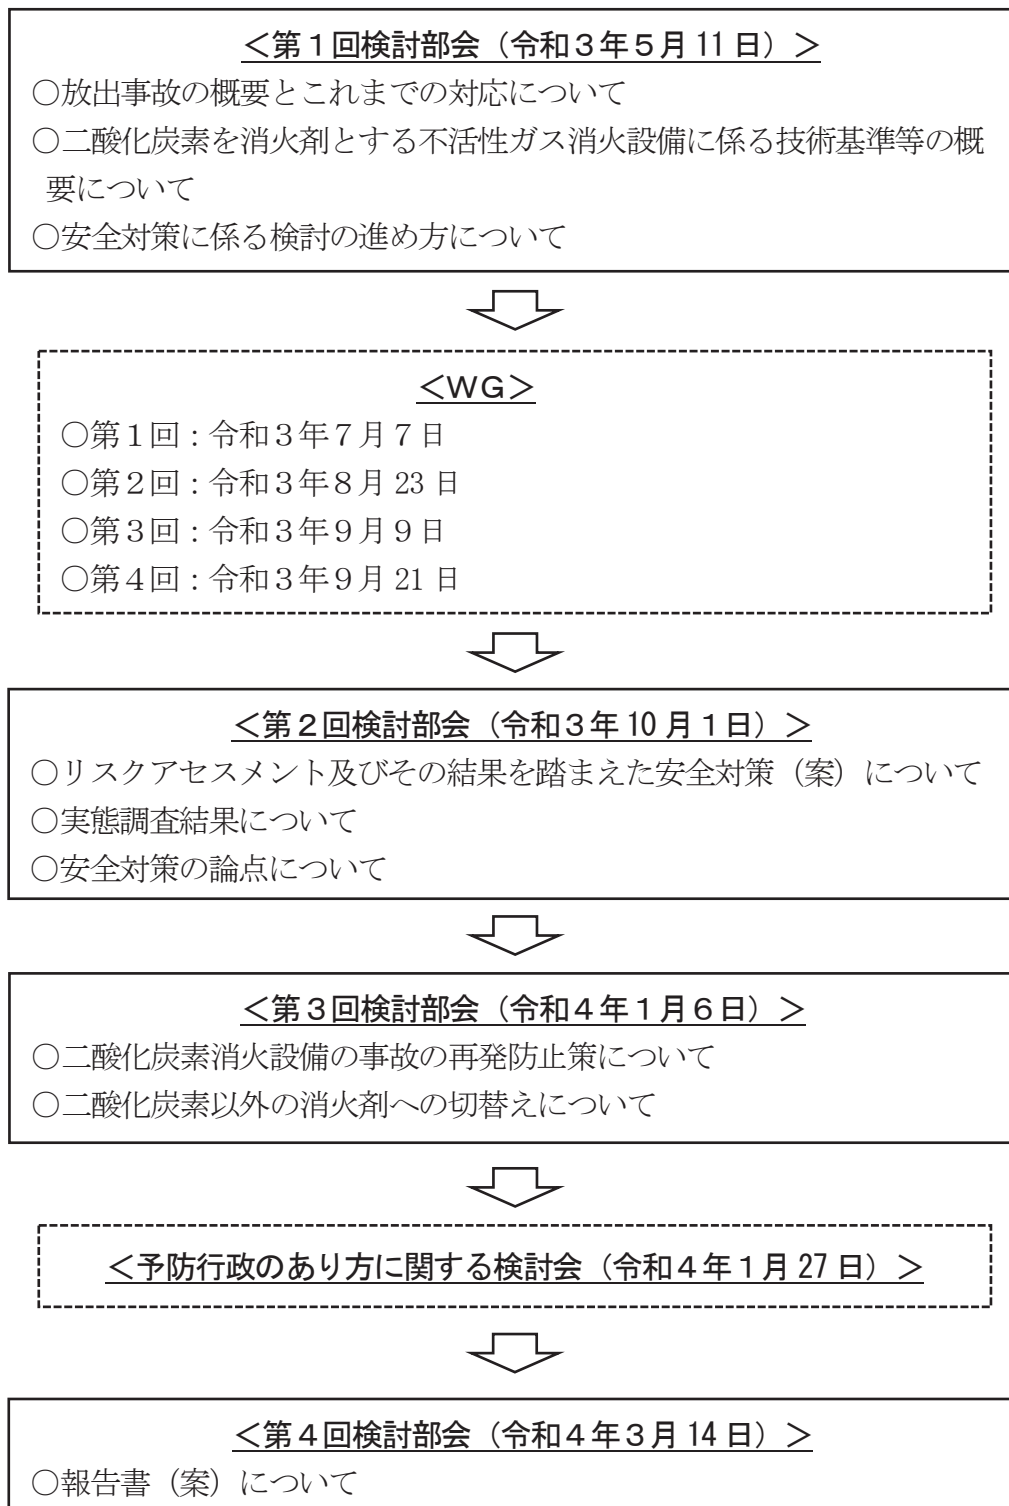 ＜第１回検討部会（令和３年５月 11 日）＞
○放出事故の概要とこれまでの対応について
○二酸化炭素を消火剤とする不活性ガス消火設備に係る技術基準等の概
要について
○安全対策に係る検討の進め方について
＜ＷＧ＞
○第１回：令和３年７月７日
○第２回：令和３年８月 23 日
○第３回：令和３年９月９日
○第４回：令和３年９月 21 日
＜第２回検討部会（令和３年 10 月１日）＞
○リスクアセスメント及びその結果を踏まえた安全対策（案）について
○実態調査結果について
○安全対策の論点について
＜第３回検討部会（令和４年１月６日）＞
○二酸化炭素消火設備の事故の再発防止策について
○二酸化炭素以外の消火剤への切替えについて
＜予防行政のあり方に関する検討会（令和４年１月 27 日）＞
＜第４回検討部会（令和４年３月 14 日）＞
○報告書（案）について